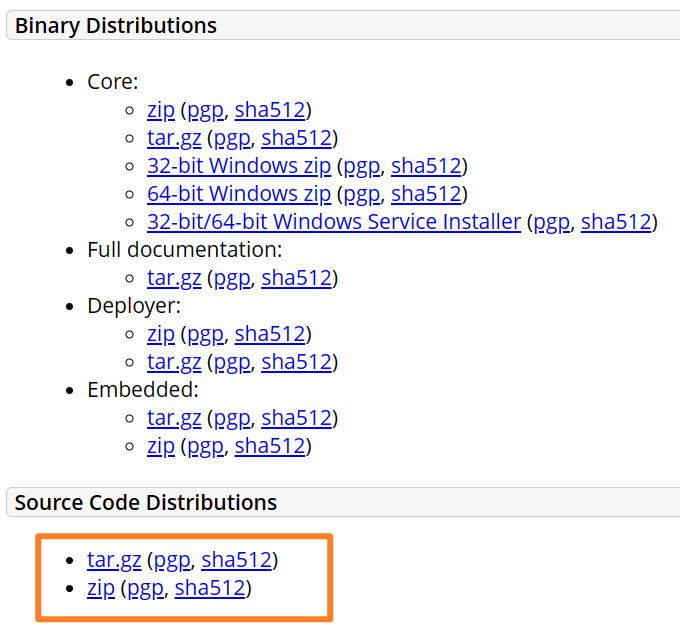 Binary Distributions
Core:
zip (pgp, sha512)
tar.gz (pgp, sha512)
32-bit Windows zip (pgp, sha512)
64-bit Windows zip (pgp, sha512)
32-bit/64-bit Windows Service Installer (pgp, sha512)
Full documentation:
tar.gz (pgp, sha512)
Deployer:
zip (pgp, sha512)
tar.gz (pgp, sha512)
Embedded:
tar.gz (pgp, sha512)
zip (pgp, sha512)
Source Code Distributions
tar.gz (pgp, sha512)
zip (pgp, sha512)